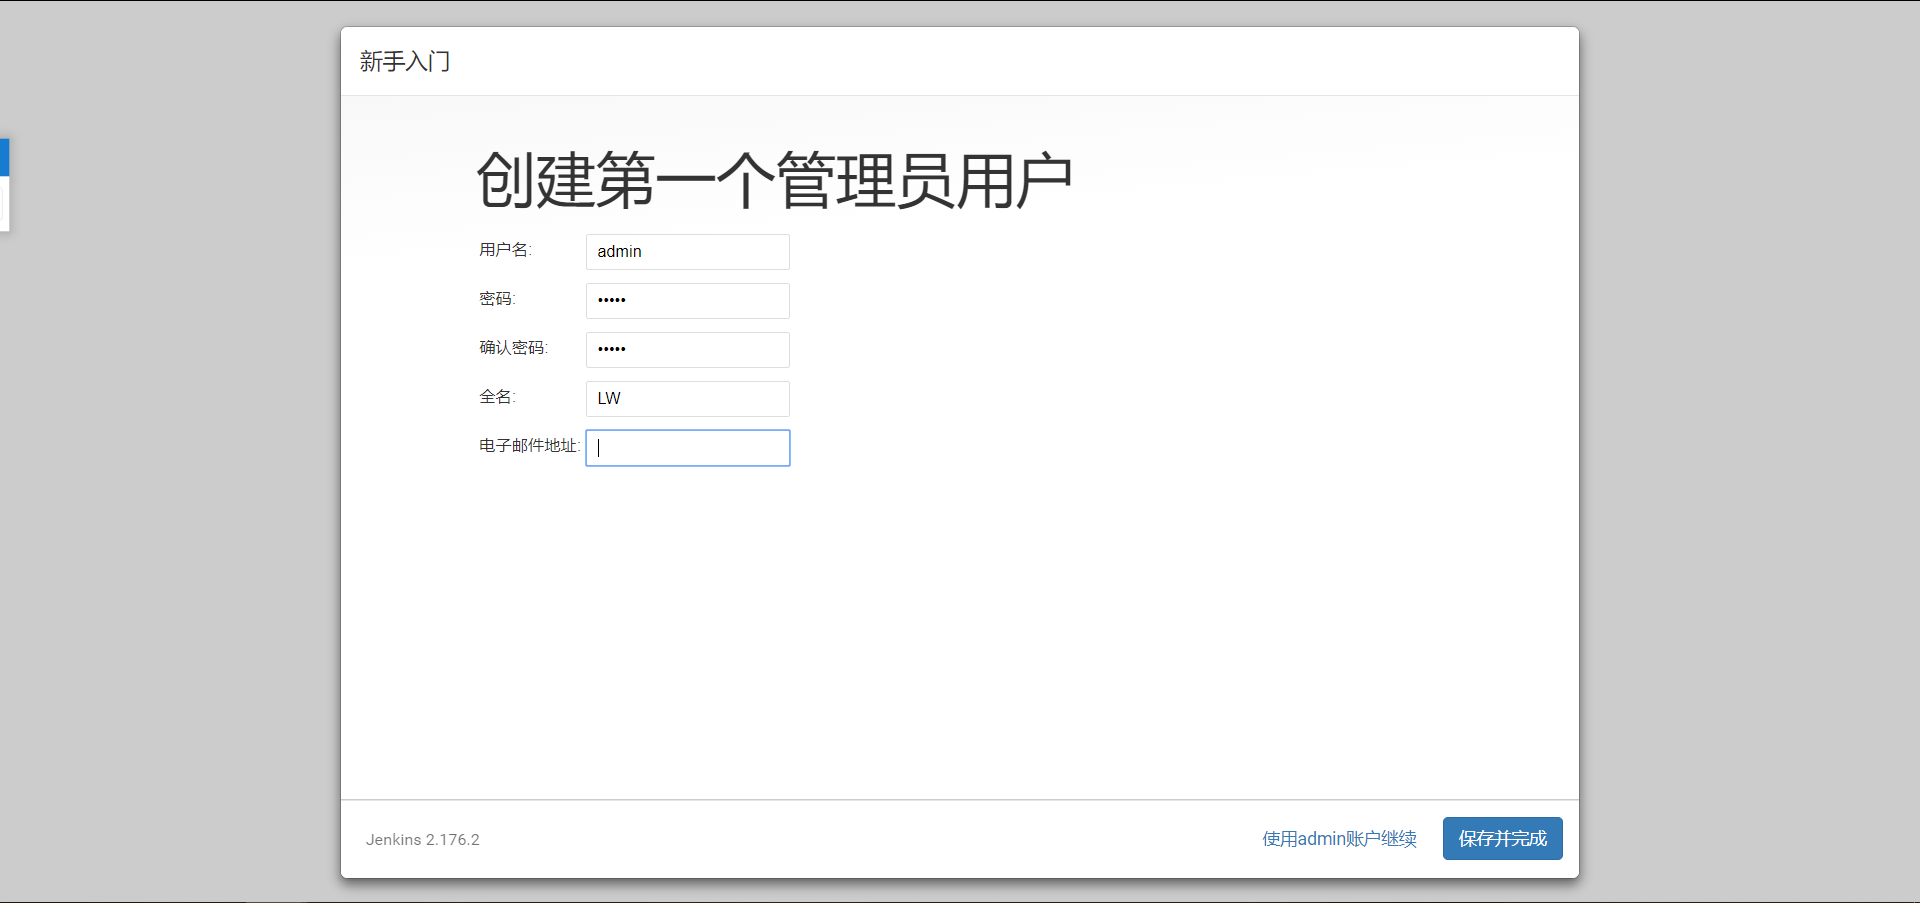 新手入门
创建第一个管理员用户
用户名: admin
密码: •••••
确认密码: •••••
全名: LW
电子邮件地址:
Jenkins 2.176.2
使用admin账户继续
保存并完成